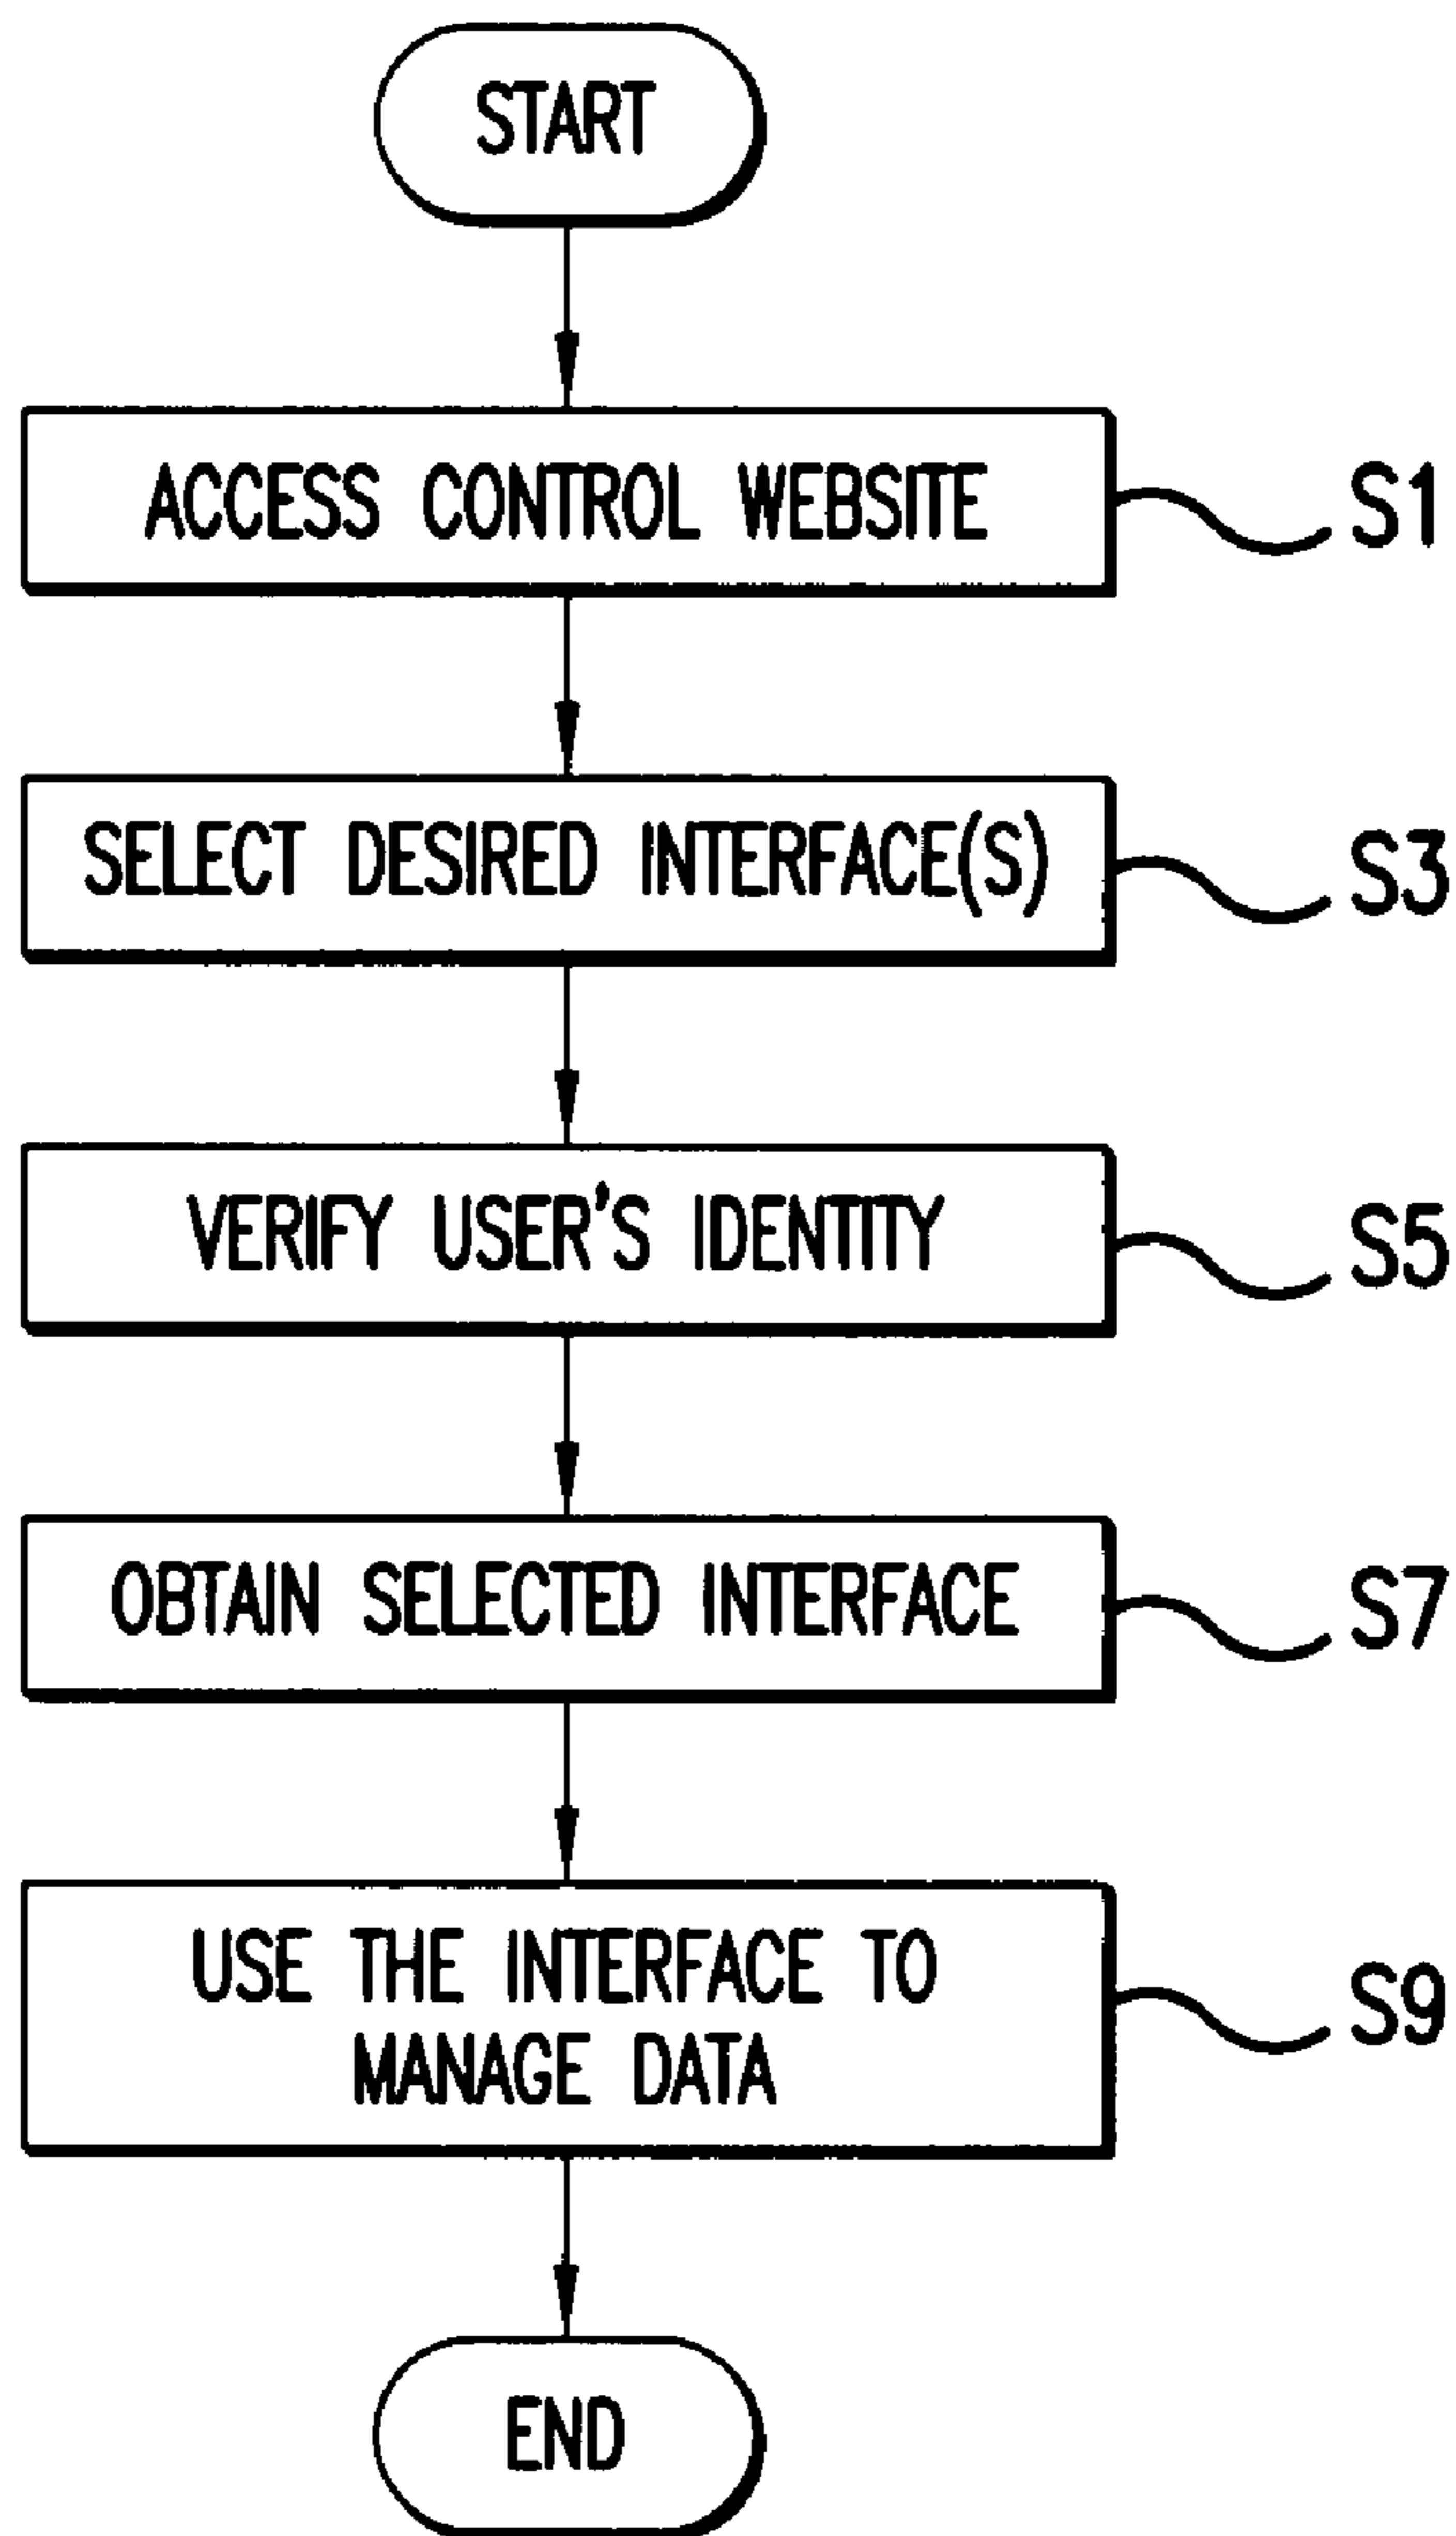 START
ACCESS CONTROL WEBSITE
S1
SELECT DESIRED INTERFACE(S)
S3
VERIFY USER'S IDENTITY
S5
OBTAIN SELECTED INTERFACE
S7
USE THE INTERFACE TO
MANAGE DATA
S9
END